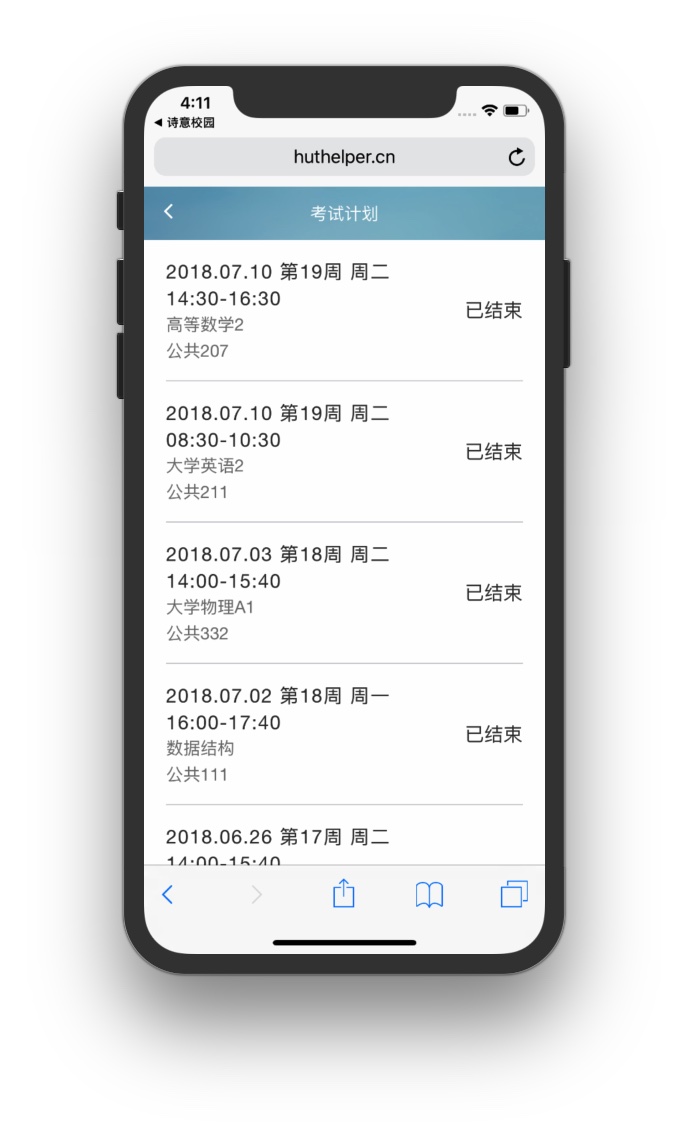 4:11
◀ 诗意校园
huthelper.cn
考试计划
2018.07.10 第19周 周二
14:30-16:30
高等数学2
公共207
已结束
2018.07.10 第19周 周二
08:30-10:30
大学英语2
公共211
已结束
2018.07.03 第18周 周二
14:00-15:40
大学物理A1
公共332
已结束
2018.07.02 第18周 周一
16:00-17:40
数据结构
公共111
已结束
2018.06.26 第17周 周二
14:00-15:40